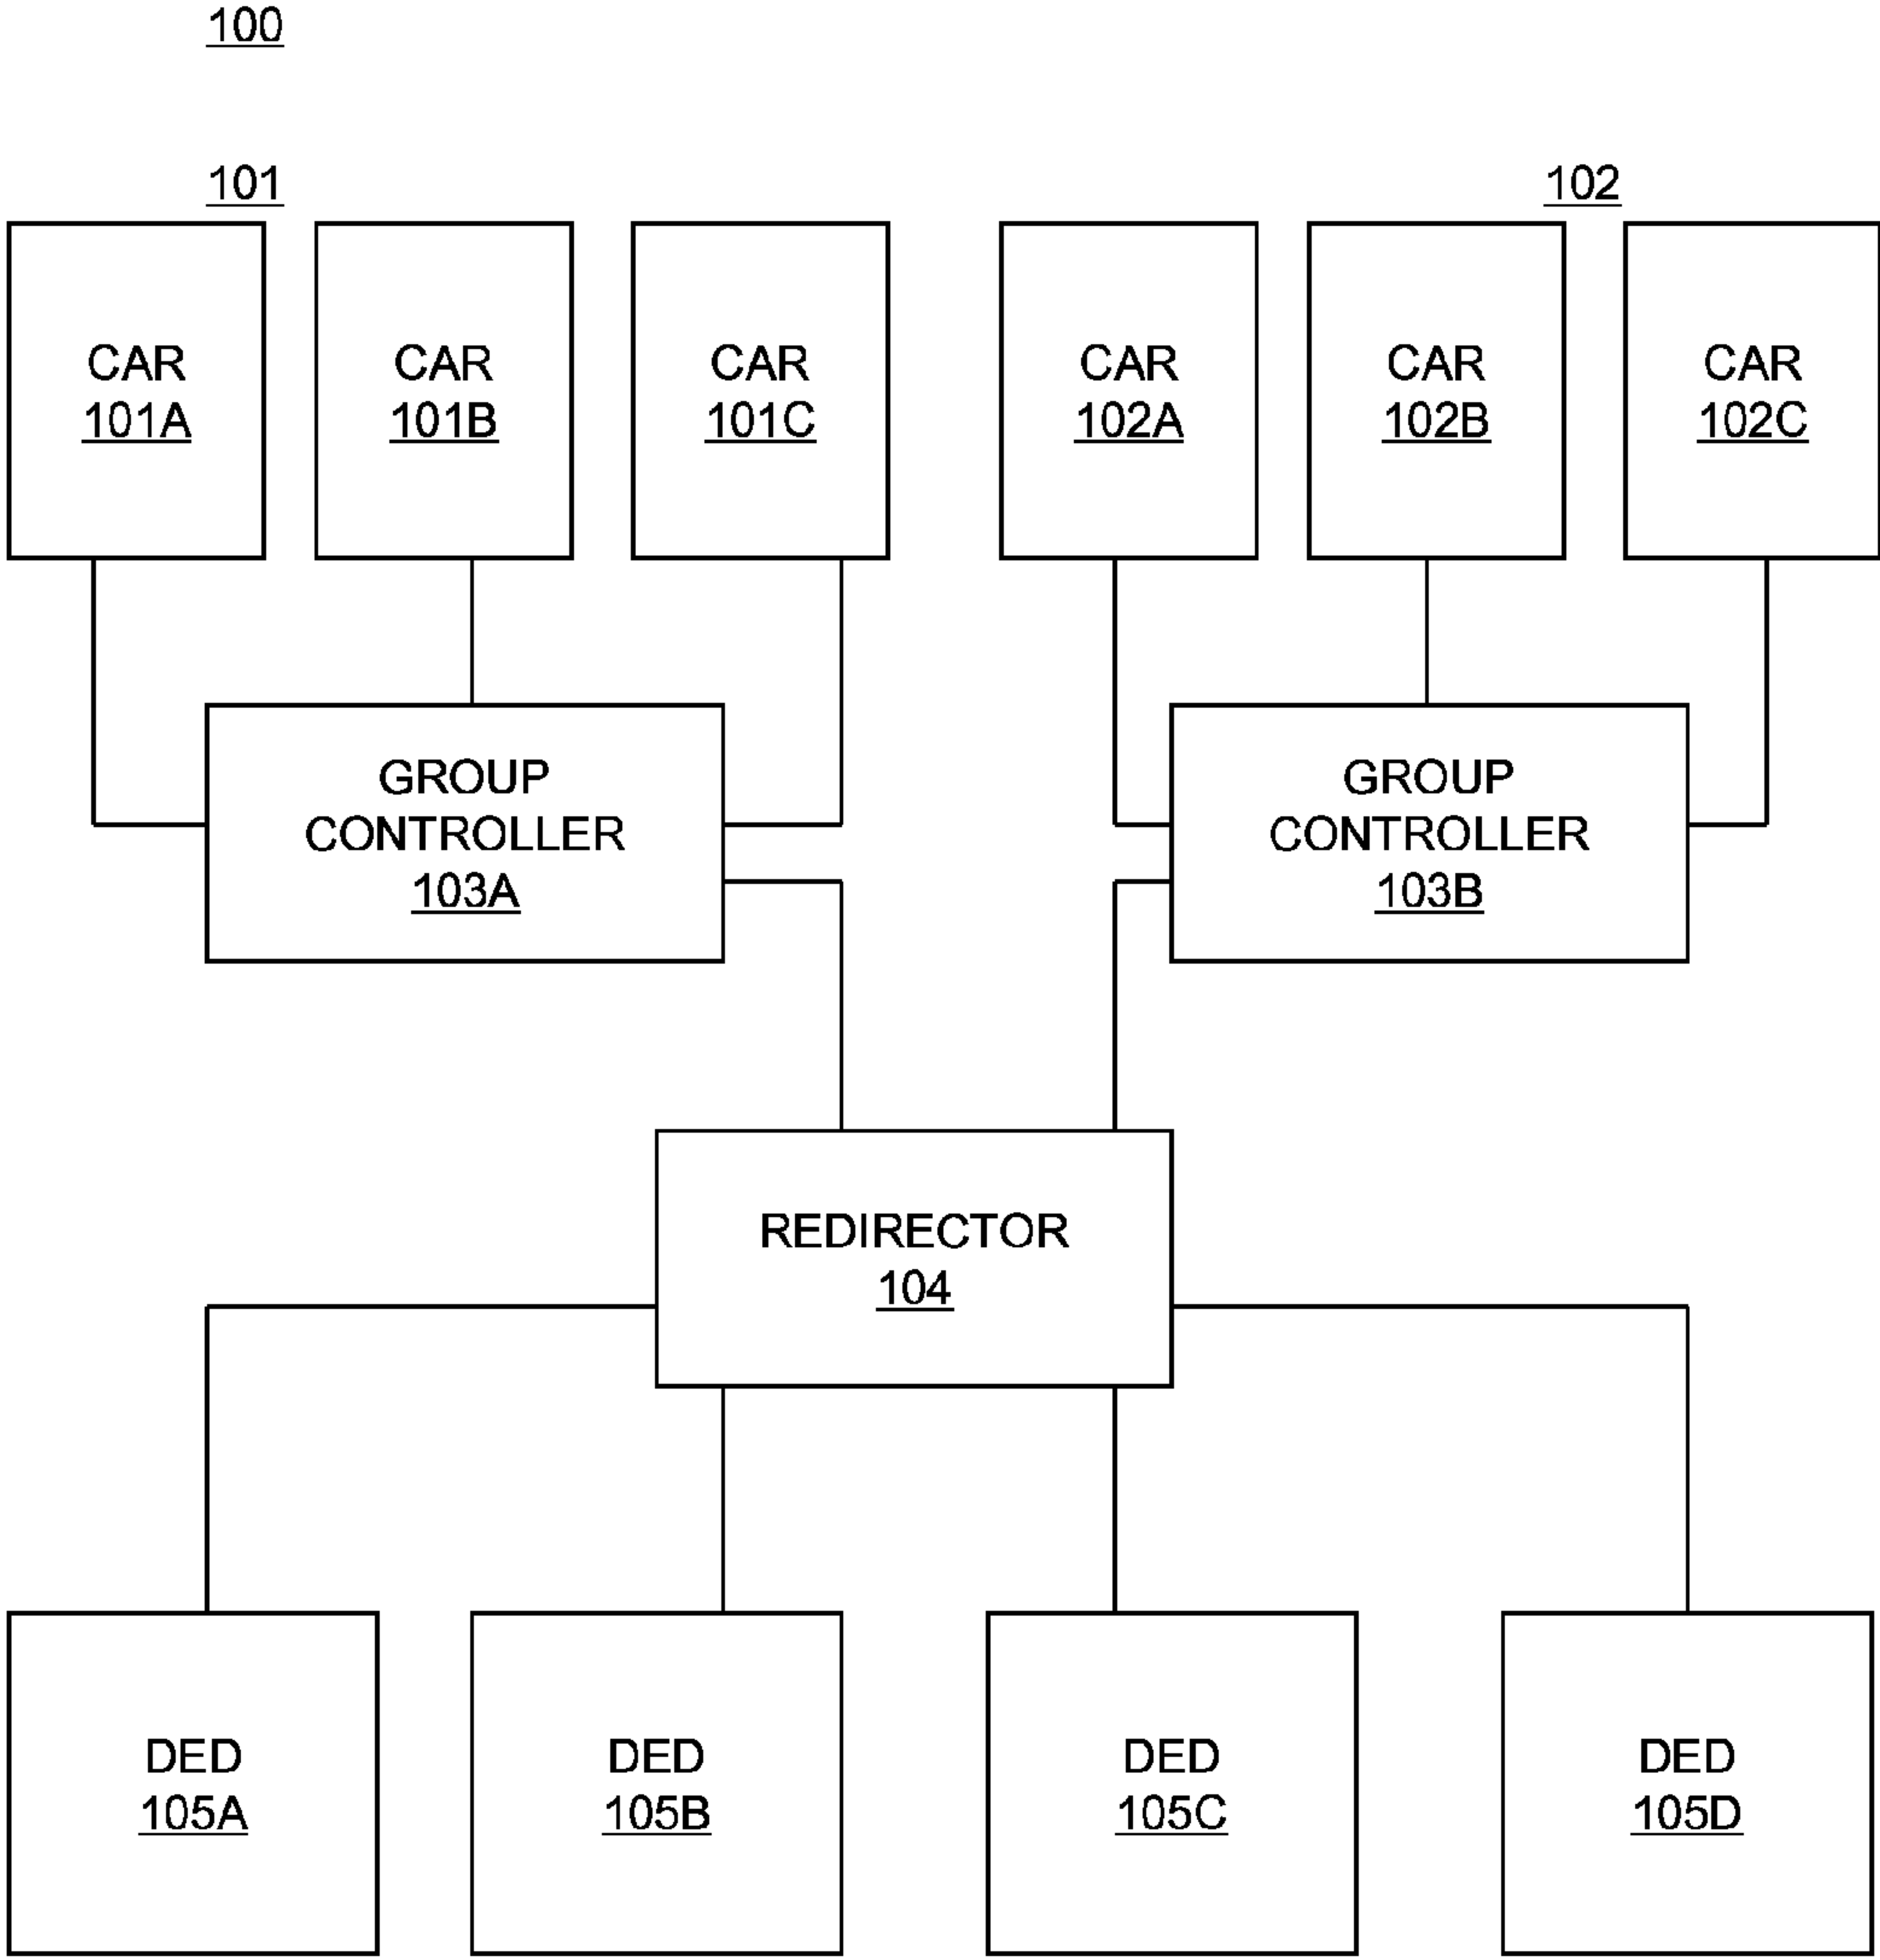 100
101
102
CAR
101A
CAR
101B
CAR
101C
CAR
102A
CAR
102B
CAR
102C
GROUP
CONTROLLER
103A
GROUP
CONTROLLER
103B
REDIRECTOR
104
DED
105A
DED
105B
DED
105C
DED
105D